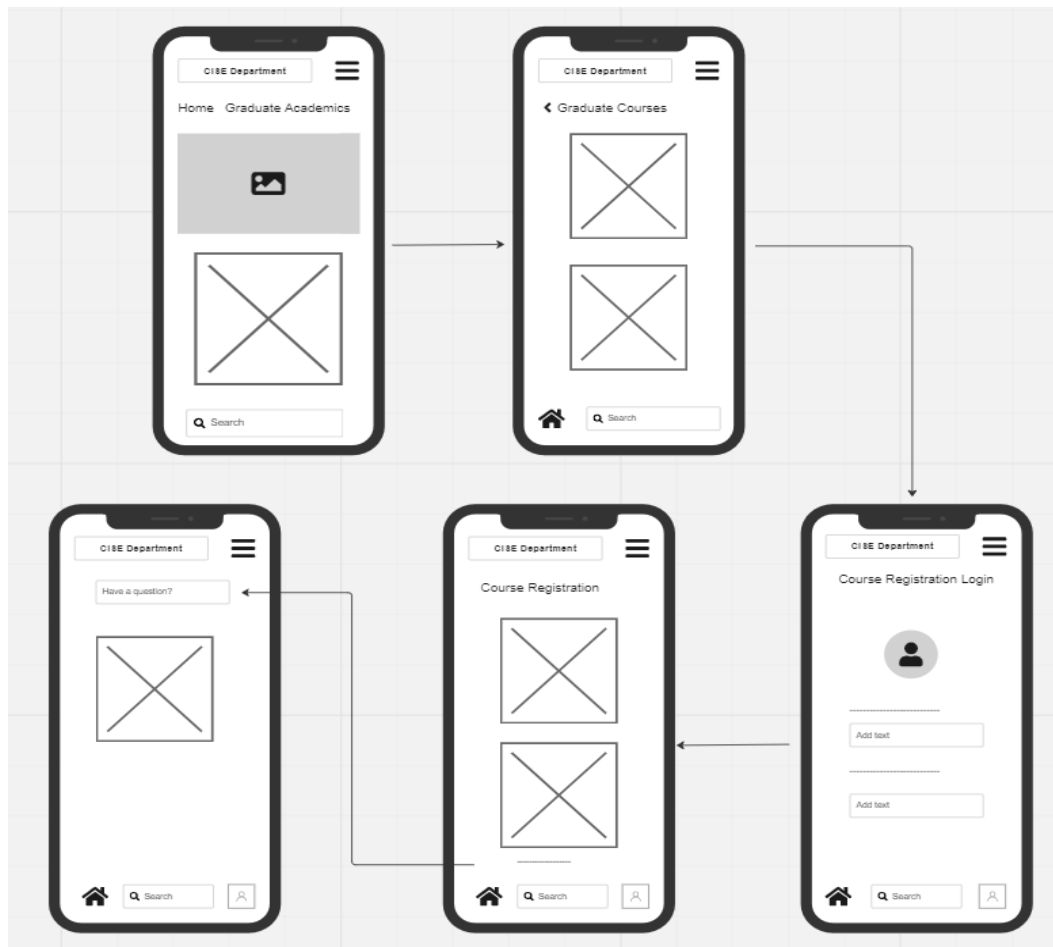 CISE Department
Home Graduate Academics
Search
CISE Department
Graduate Courses
Search
CISE Department
Have a question?
Search
CISE Department
Course Registration
Search
CISE Department
Course Registration Login
Add text
Add text
Search